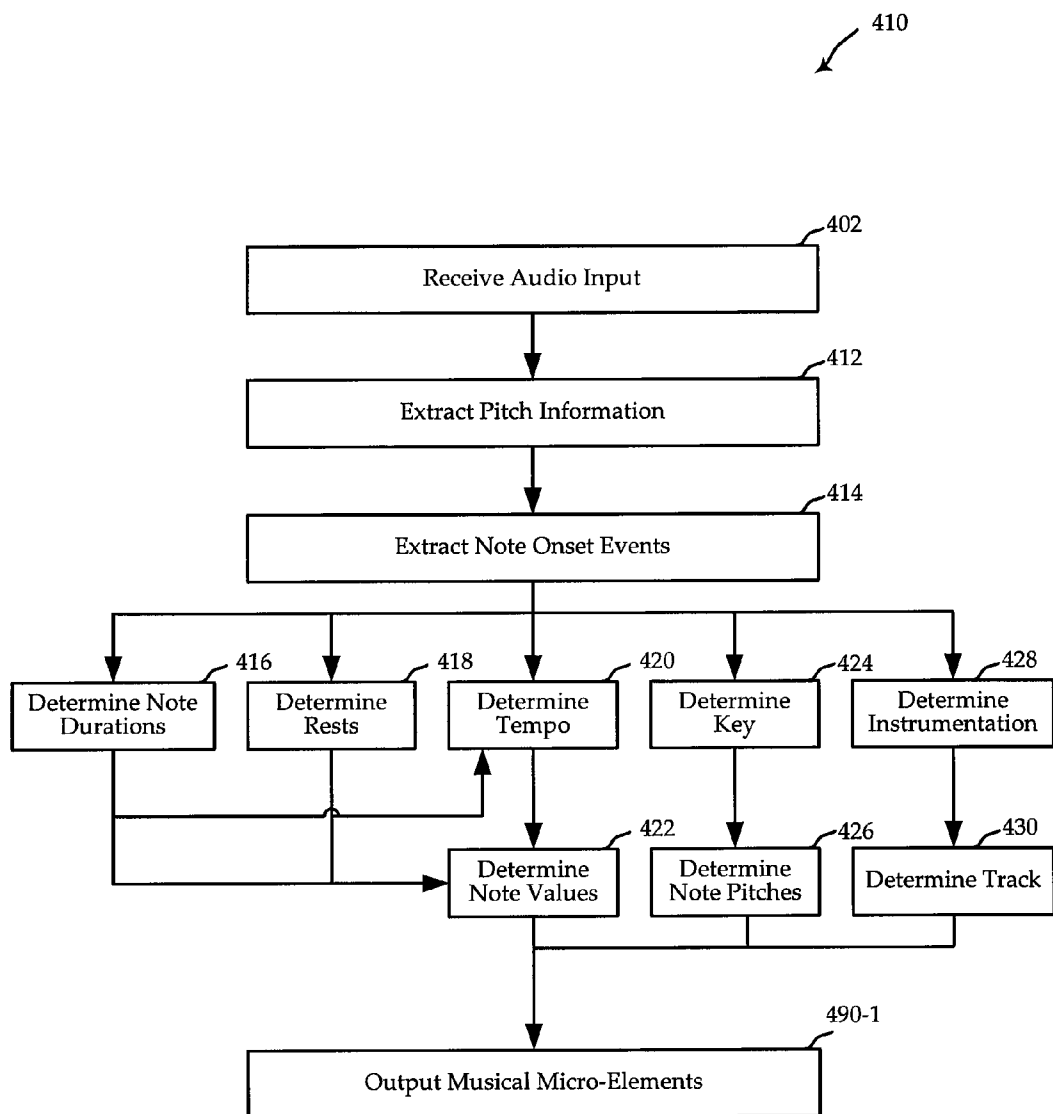 410
402
Receive Audio Input
412
Extract Pitch Information
414
Extract Note Onset Events
416
Determine Note
Durations
418
Determine
Rests
420
Determine
Tempo
424
Determine
Key
428
Determine
Instrumentation
422
Determine
Note Values
426
Determine
Note Pitches
430
Determine Track
490-1
Output Musical Micro-Elements